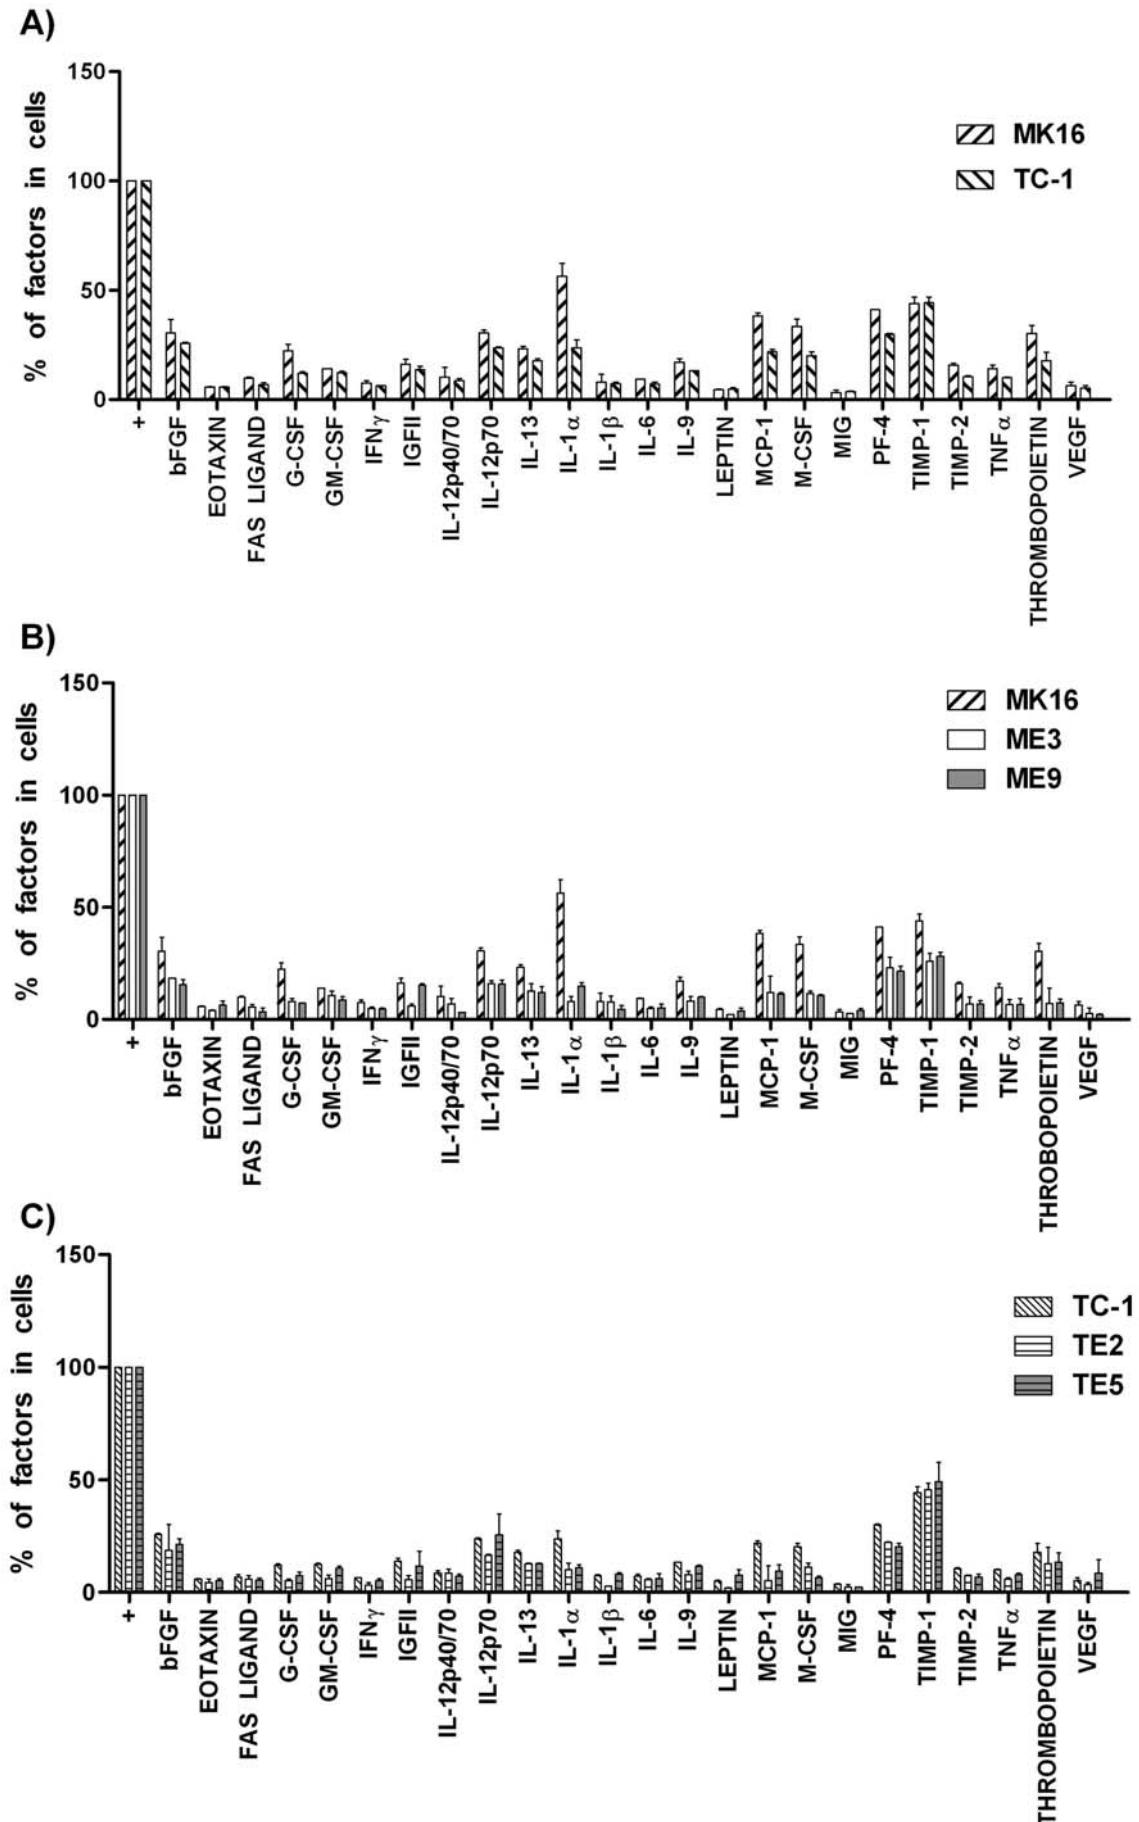 A)
150
100
50
0
% of factors in cells
MK16
TC-1
+
bFGF
EOTAXIN
FAS LIGAND
G-CSF
GM-CSF
IFNγ
IGFII
IL-12p40/70
IL-12p70
IL-13
IL-1α
IL-1β
IL-6
IL-9
LEPTIN
MCP-1
M-CSF
MIG
PF-4
TIMP-1
TIMP-2
TNFα
THROMBOPOIETIN
VEGF
B)
150
100
50
0
% of factors in cells
MK16
ME3
ME9
+
bFGF
EOTAXIN
FAS LIGAND
G-CSF
GM-CSF
IFNγ
IGFII
IL-12p40/70
IL-12p70
IL-13
IL-1α
IL-1β
IL-6
IL-9
LEPTIN
MCP-1
M-CSF
MIG
PF-4
TIMP-1
TIMP-2
TNFα
THROBOPOIETIN
VEGF
C)
150
100
50
0
% of factors in cells
TC-1
TE2
TE5
+
bFGF
EOTAXIN
FAS LIGAND
G-CSF
GM-CSF
IFNγ
IGFII
IL-12p40/70
IL-12p70
IL-13
IL-1α
IL-1β
IL-6
IL-9
LEPTIN
MCP-1
M-CSF
MIG
PF-4
TIMP-1
TIMP-2
TNFα
THROMBOPOIETIN
VEGF